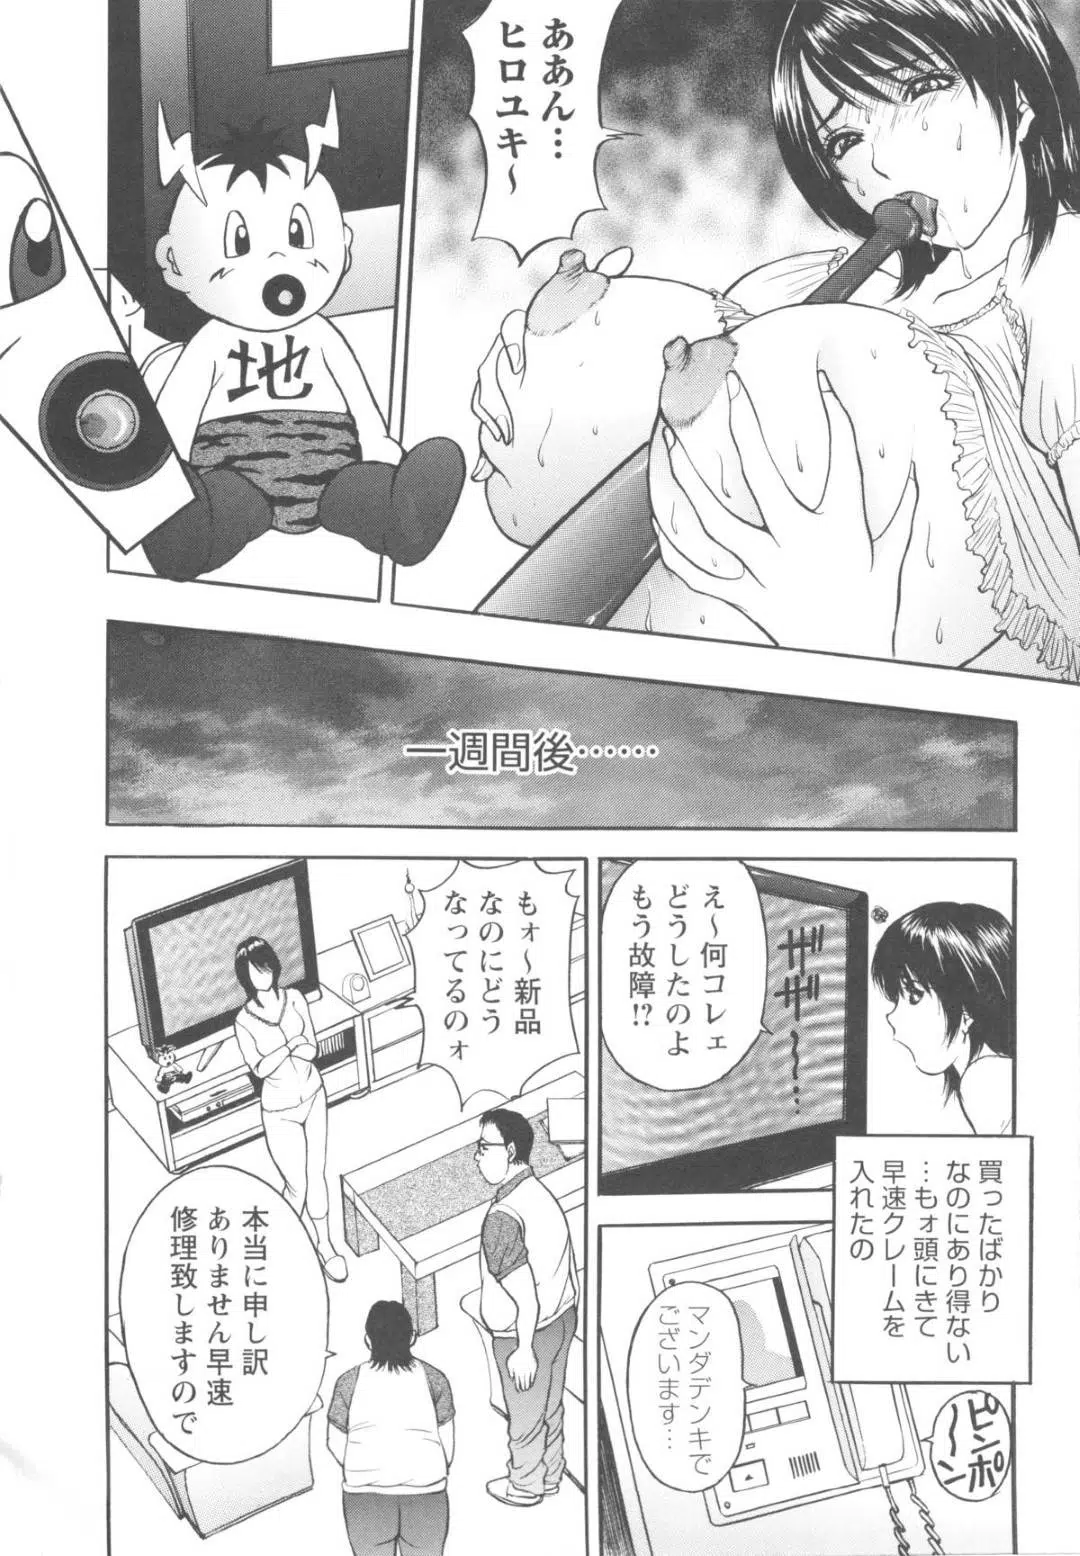 ああん…
ヒロユキ～
地
一週間後……
え～何コレェ
どうしたのよ
もう故障!?
ギギギ～…
買ったばかり
なのにあり得ない
…もォ頭にきて
早速クレームを
入れたの
マンダデンキで
ございます…
ピンポ～ン
もォ～新品
なのにどう
なってるのォ
本当に申し訳
ありません早速
修理致しますので